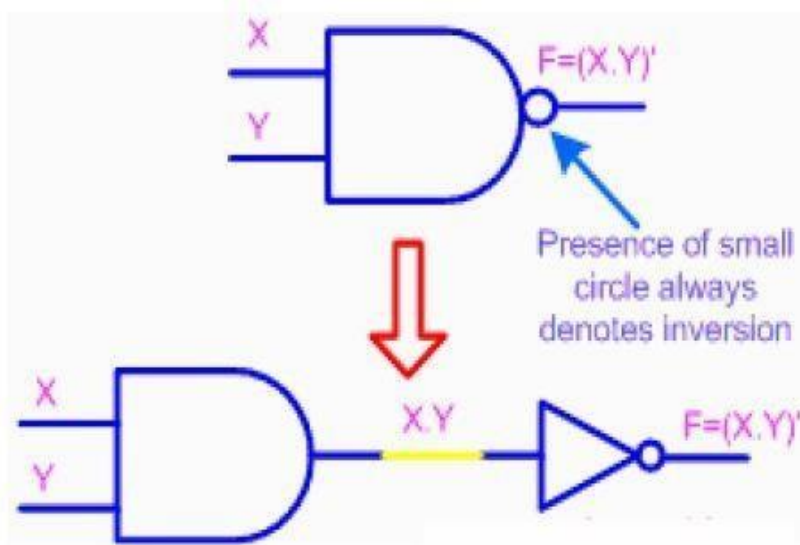 X
F=(X.Y)'
Y
Presence of small
circle always
denotes inversion
X
X.Y
F=(X.Y)'
Y